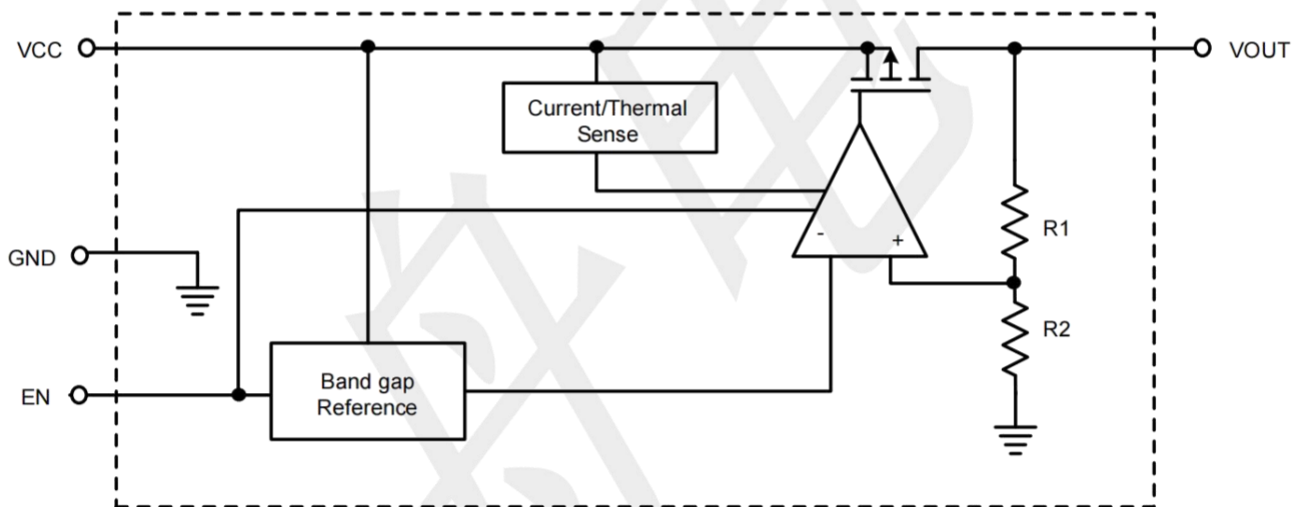 VCC
VOUT
Current/Thermal
Sense
-
+
R1
GND
R2
EN
Band gap
Reference